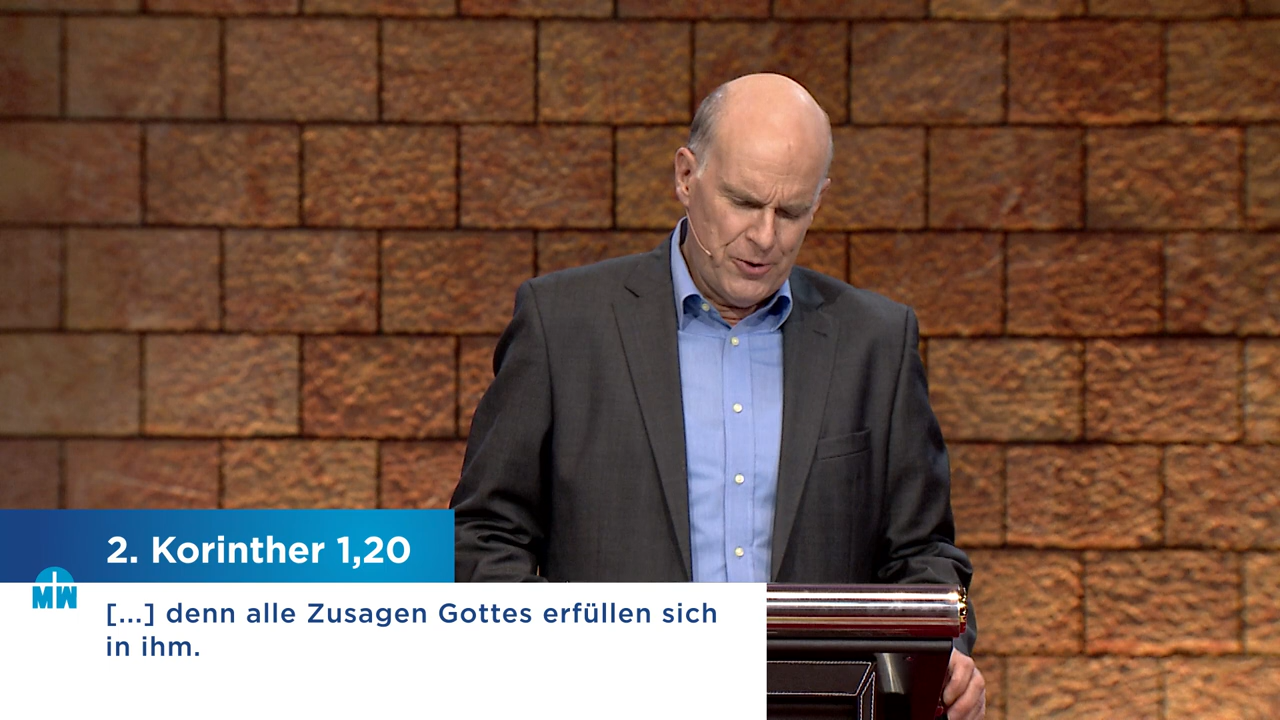 2. Korinther 1,20
MW
[...] denn alle Zusagen Gottes erfüllen sich
in ihm.